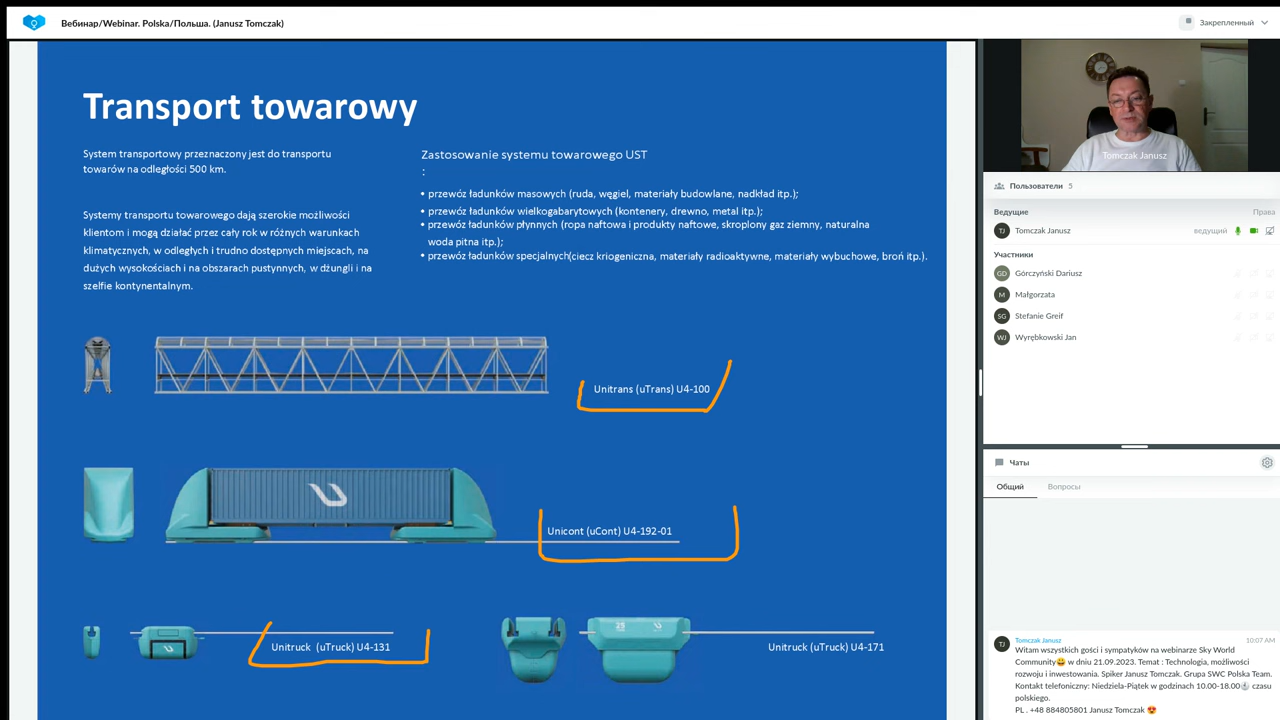 Вебинар/Webinar. Polska/Польша. (Janusz Tomczak)
Закрепленный
Transport towarowy
System transportowy przeznaczony jest do transportu
towarów na odległości 500 km.
Systemy transportu towarowego dają szerokie możliwości
klientom i mogą działać przez cały rok w różnych warunkach
klimatycznych, w odległych i trudno dostępnych miejscach, na
dużych wysokościach i na obszarach pustynnych, w dżungli i na
szelfie kontynentalnym.
Zastosowanie systemu towarowego UST
:
• przewóz ładunków masowych (ruda, węgiel, materiały budowlane, nadkład itp.);
• przewóz ładunków wielkogabarytowych (kontenery, drewno, metal itp.);
• przewóz ładunków płynnych (ropa naftowa i produkty naftowe, skroplony gaz ziemny, naturalna
woda pitna itp.);
• przewóz ładunków specjalnych(ciecz kriogeniczna, materiały radioaktywne, materiały wybuchowe, broń itp.).
Unitrans (uTrans) U4-100
Unicont (uCont) U4-192-01
Unitruck (uTruck) U4-131
Unitruck (uTruck) U4-171
Tomczak Janusz
Пользователи 5
Ведущие Права
TJ Tomczak Janusz ведущий
Участники
GD Górczyński Dariusz
M Małgorzata
SG Stefanie Greif
WJ Wyrębkowski Jan
Чаты
Общий Вопросы
TJ Tomczak Janusz 10:07 AM
Witam wszystkich gości i sympatyków na webinarze Sky World
Community😀 w dniu 21.09.2023. Temat : Technologia, możliwości
rozwoju i inwestowania. Spiker Janusz Tomczak. Grupa SWC Polska Team.
Kontakt telefoniczny: Niedziela-Piątek w godzinach 10.00-18.00 czasu
polskiego.
PL . +48 884805801 Janusz Tomczak 😍